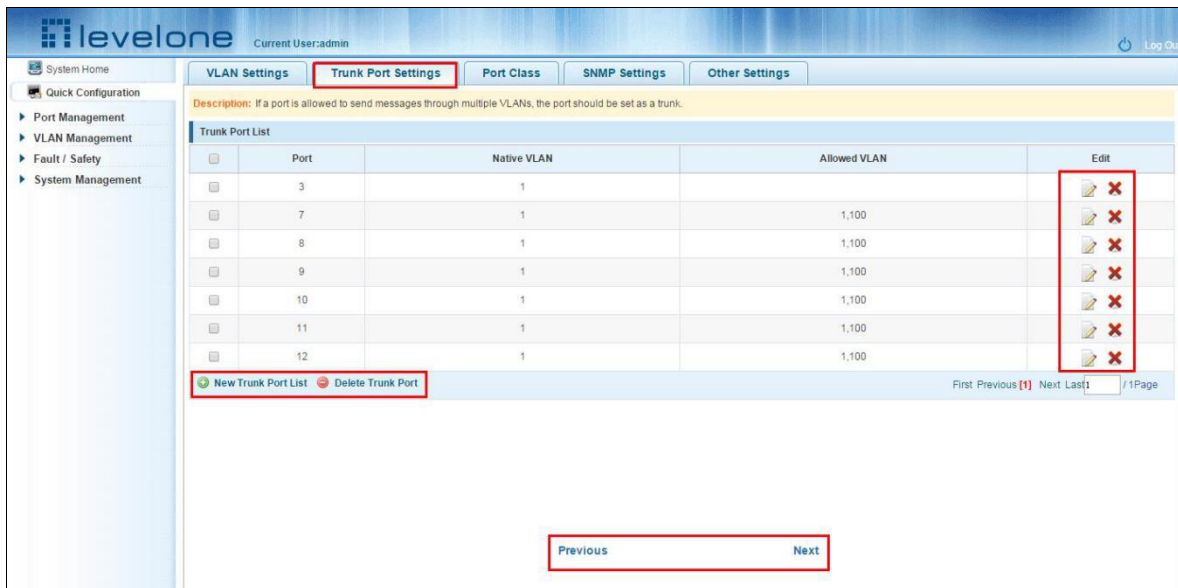 levelone Current User:admin Log Ou
System Home
Quick Configuration
Port Management
VLAN Management
Fault / Safety
System Management
VLAN Settings Trunk Port Settings Port Class SNMP Settings Other Settings
Description: If a port is allowed to send messages through multiple VLANs, the port should be set as a trunk.
Trunk Port List
Port Native VLAN Allowed VLAN Edit
3 1
7 1 1,100
8 1 1,100
9 1 1,100
10 1 1,100
11 1 1,100
12 1 1,100
New Trunk Port List Delete Trunk Port First Previous [1] Next Last 1 / 1Page
Previous Next